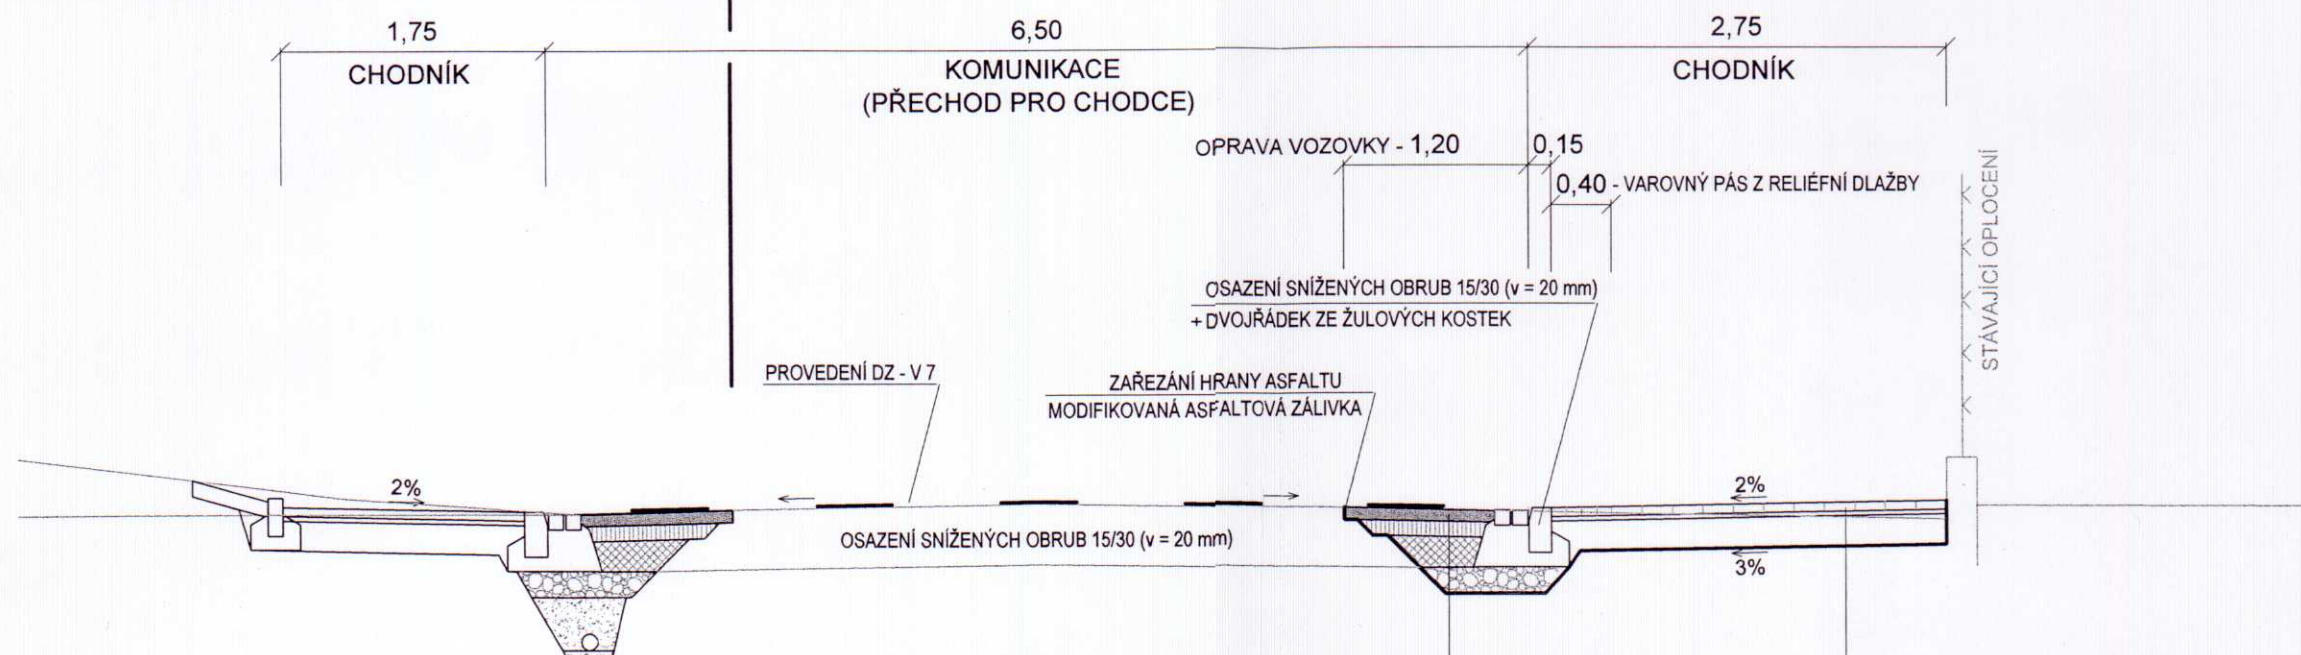 1,75
6,50
2,75
CHODNÍK
KOMUNIKACE
(PŘECHOD PRO CHODCE)
CHODNÍK
OPRAVA VOZOVKY - 1,20
0,15
0,40 - VAROVNÝ PÁS Z RELIÉFNÍ DLAŽBY
STÁVAJÍCÍ OPLOCENÍ
OSAZENÍ SNÍŽENÝCH OBRUB 15/30 (v = 20 mm)
+ DVOJŘÁDEK ZE ŽULOVÝCH KOSTEK
PROVEDENÍ DZ - V 7
ZAŘEZÁNÍ HRANY ASFALTU
MODIFIKOVANÁ ASFALTOVÁ ZÁLIVKA
2%
2%
OSAZENÍ SNÍŽENÝCH OBRUB 15/30 (v = 20 mm)
3%